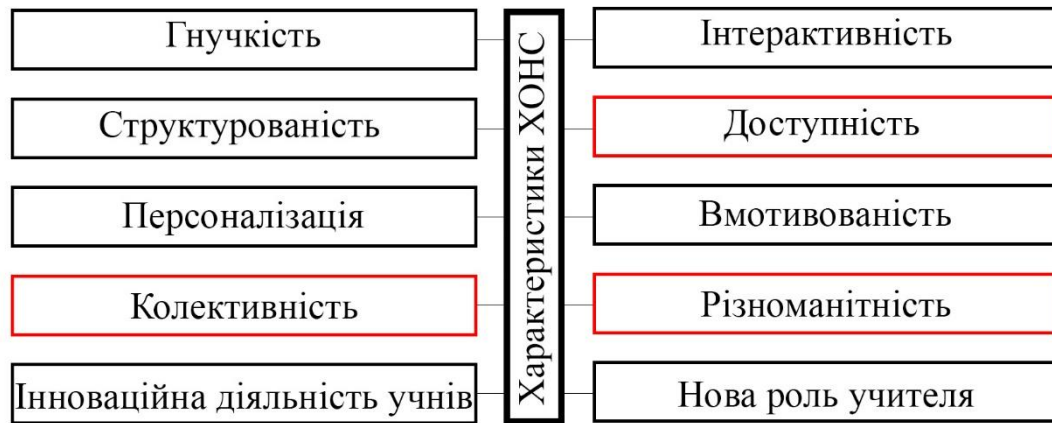 Гнучкість
Структурованість
Персоналізація
Колективність
Інноваційна діяльність учнів
Характеристики ХОНС
Інтерактивність
Доступність
Вмотивованість
Різноманітність
Нова роль учителя